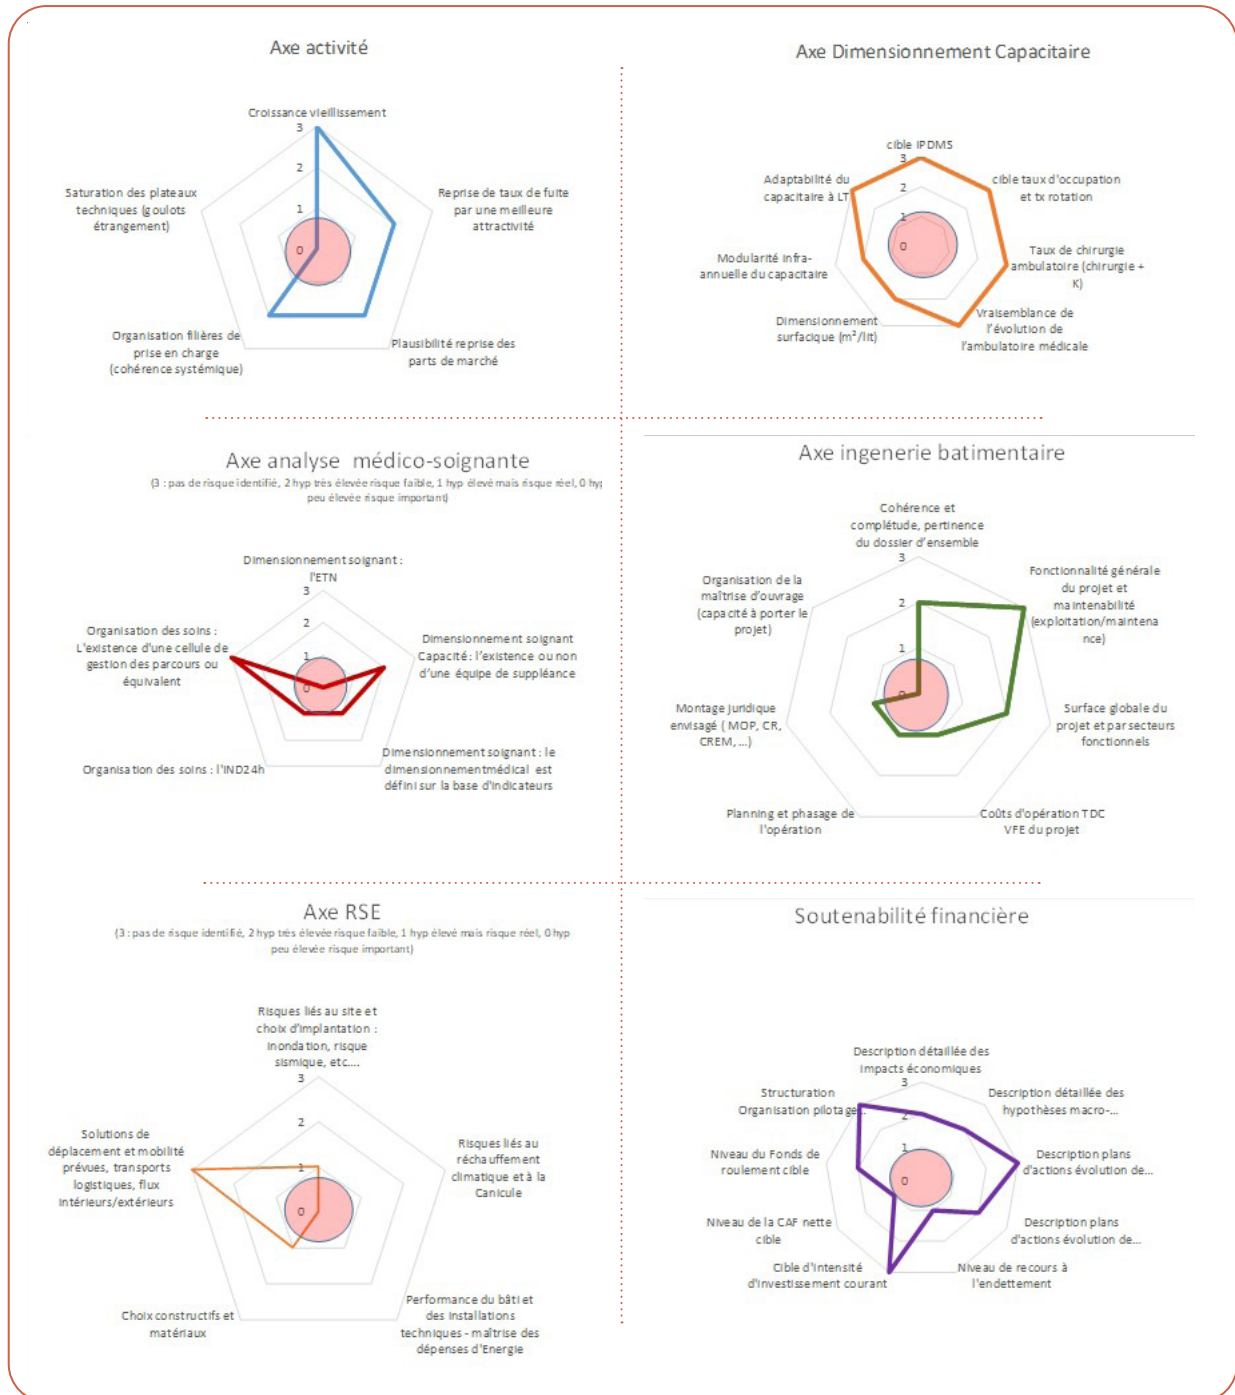 Axe activité
Croissance vieillissement
3
2
1
0
Saturation des plateaux
techniques (goulots
étrangement)
Reprise de taux de fuite
par une meilleure
attractivité
Organisation filières de
prise en charge
(cohérence systémique)
Plausibilité reprise des
parts de marché
Axe Dimensionnement Capacitaire
cible IPDMS
3
2
1
0
Adaptabilité du
capacitaire à LT
cible taux d'occupation
et tx rotation
Modularité infra-
annuelle du capacitaire
Taux de chirurgie
ambulatoire (chirurgie +
K)
Dimensionnement
surfacique (m²/lit)
Vraisemblance de
l'évolution de
l'ambulatoire médicale
Axe analyse médico-soignante
(3 : pas de risque identifié, 2 hyp très élevée risque faible, 1 hyp élevé mais risque réel, 0 hyp
peu élevée risque important)
Dimensionnement soignant :
l'ETN
3
2
1
0
Organisation des soins :
L'existence d'une cellule de
gestion des parcours ou
équivalent
Dimensionnement soignant
Capacité : l'existence ou non
d'une équipe de suppléance
Organisation des soins : l'IND24h
Dimensionnement soignant : le
dimensionnement médical est
défini sur la base d'indicateurs
Axe ingenerie batimentaire
Cohérence et
complétude, pertinence
du dossier d'ensemble
3
2
1
0
Organisation de la
maîtrise d'ouvrage
(capacité à porter le
projet)
Fonctionnalité générale
du projet et
maintenabilité
(exploitation/maintena
nce)
Montage juridique
envisagé ( MOP, CR,
CREM, ...)
Surface globale du
projet et par secteurs
fonctionnels
Planning et phasage de
l'opération
Coûts d'opération TDC
VFE du projet
Axe RSE
(3 : pas de risque identifié, 2 hyp très élevée risque faible, 1 hyp élevé mais risque réel, 0 hyp
peu élevée risque important)
Risques liés au site et
choix d'implantation :
inondation, risque
sismique, etc....
3
2
1
0
Solutions de
déplacement et mobilité
prévues, transports
logistiques, flux
intérieurs/extérieurs
Risques liés au
réchauffement
climatique et à la
Canicule
Choix constructifs et
matériaux
Performance du bâti et
des installations
techniques - maîtrise des
dépenses d'Energie
Soutenabilité financière
Description détaillée des
impacts économiques
3
2
1
0
Structuration
Organisation pilotage...
Description détaillée des
hypothèses macro-...
Niveau du Fonds de
roulement cible
Description plans
d'actions évolution de...
Niveau de la CAF nette
cible
Description plans
d'actions évolution de...
Cible d'intensité
d'investissement courant
Niveau de recours à
l'endettement